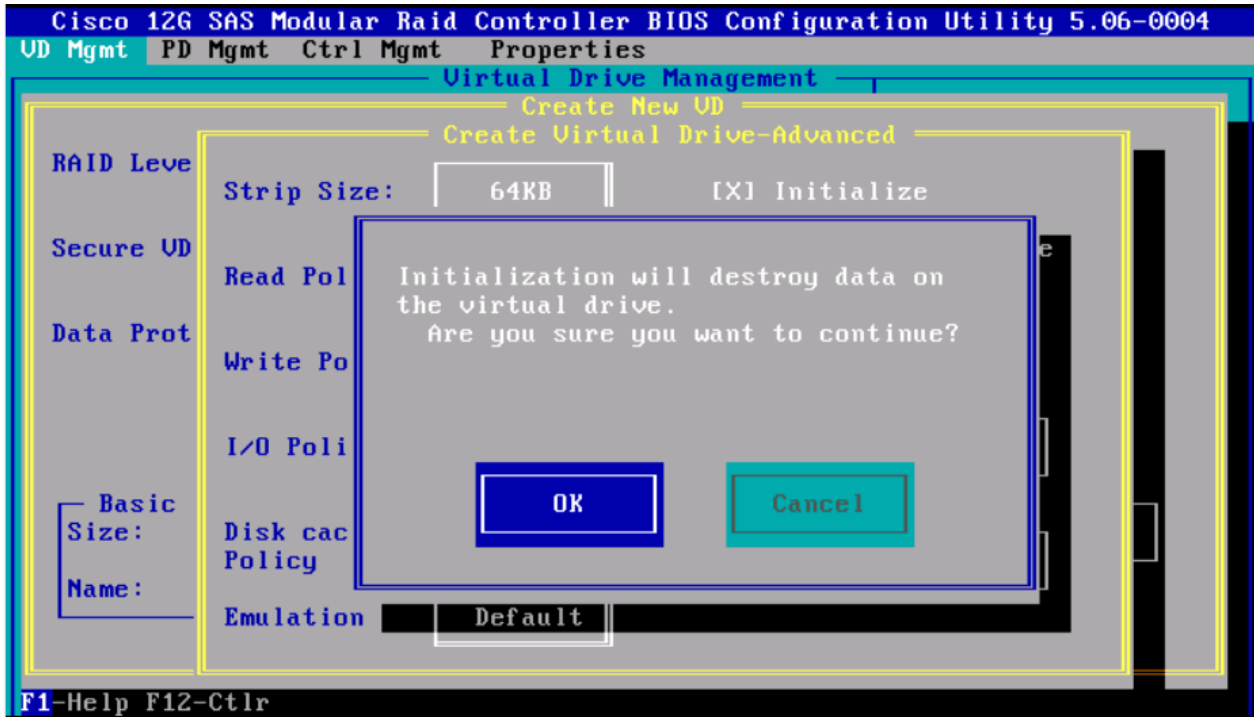 Cisco 12G SAS Modular Raid Controller BIOS Configuration Utility 5.06-0004
VD Mgmt PD Mgmt Ctrl Mgmt Properties
Virtual Drive Management
Create New VD
Create Virtual Drive-Advanced
RAID Leve
Strip Size: 64KB [X] Initialize
Secure VD
e
Read Pol
Initialization will destroy data on
the virtual drive.
Are you sure you want to continue?
Data Prot
Write Po
I/O Poli
OK Cancel
Basic
Size:
Disk cac
Policy
Name:
Emulation Default
F1-Help F12-Ctlr